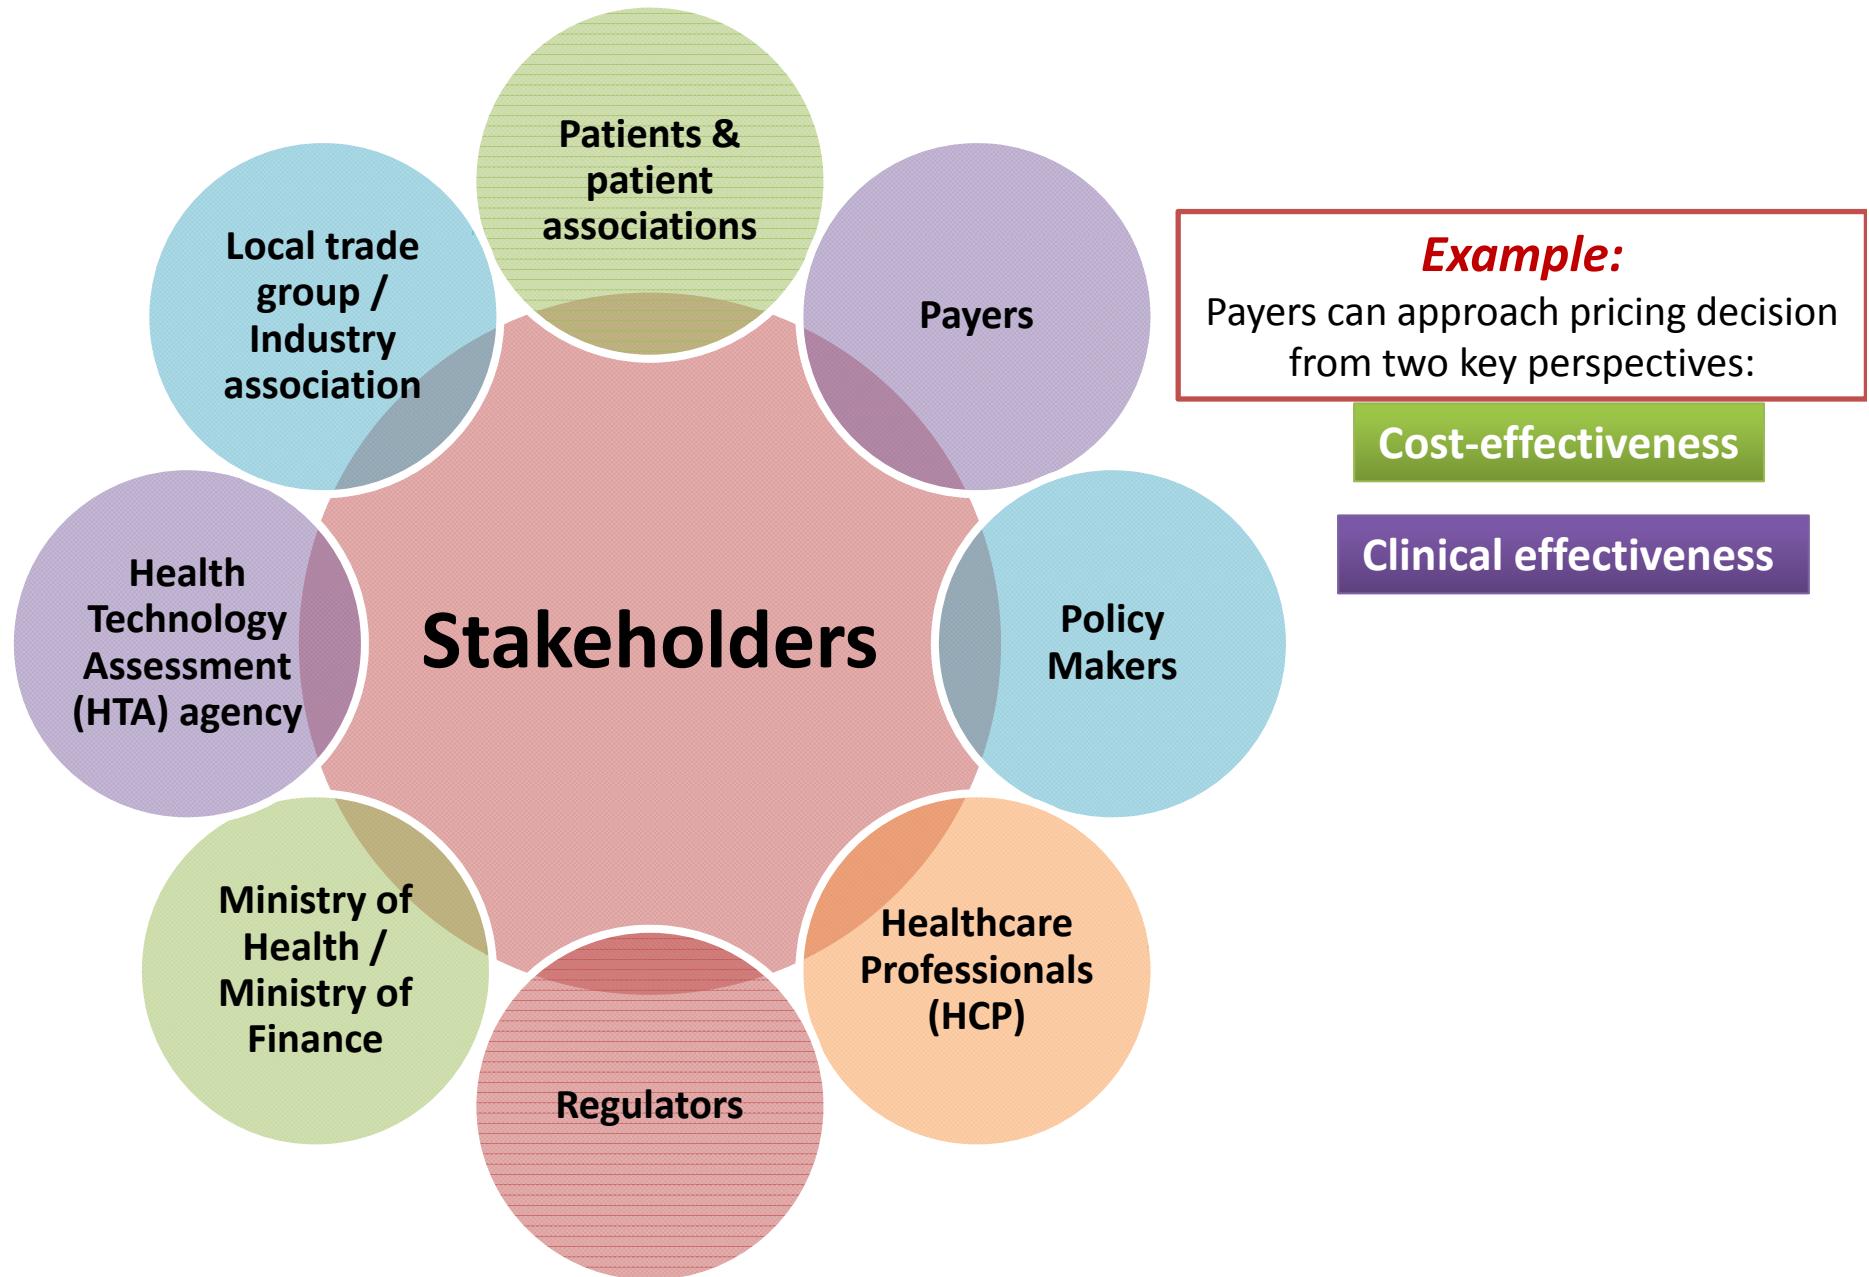 Patients &
patient
associations
Payers
Policy
Makers
Healthcare
Professionals
(HCP)
Regulators
Ministry of
Health /
Ministry of
Finance
Health
Technology
Assessment
(HTA) agency
Local trade
group /
Industry
association
Stakeholders
Example:
Payers can approach pricing decision
from two key perspectives:
Cost-effectiveness
Clinical effectiveness